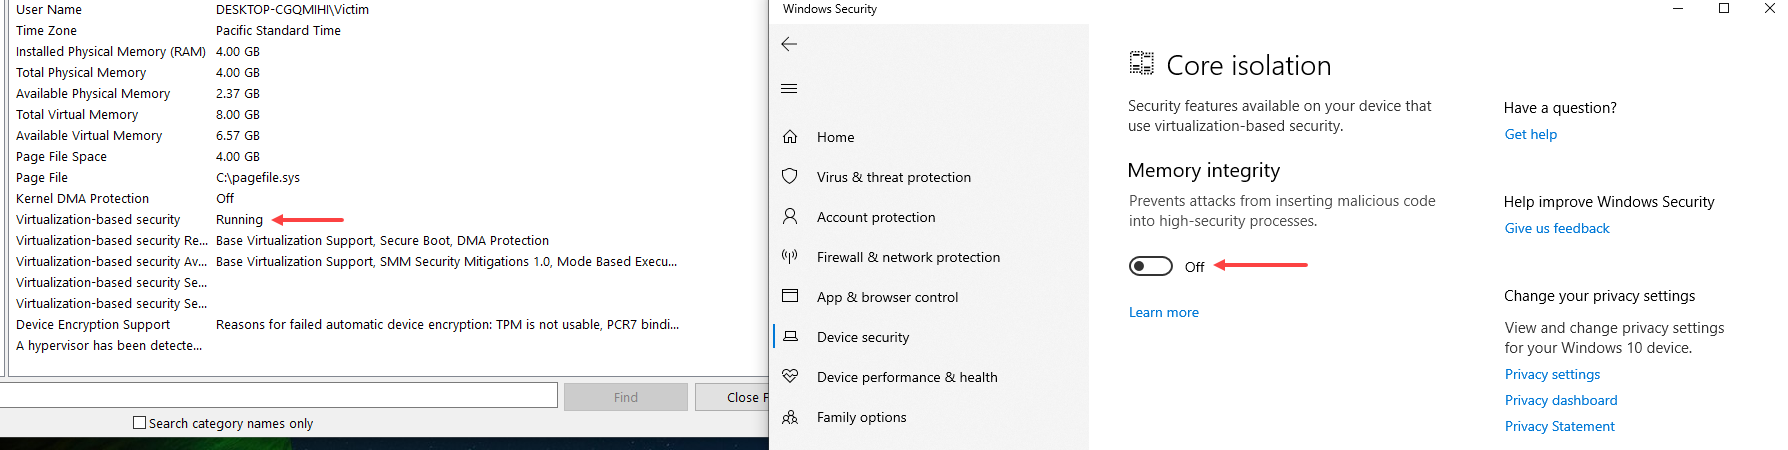 User Name DESKTOP-CGQMIHI\Victim
Time Zone Pacific Standard Time
Installed Physical Memory (RAM) 4.00 GB
Total Physical Memory 4.00 GB
Available Physical Memory 2.37 GB
Total Virtual Memory 8.00 GB
Available Virtual Memory 6.57 GB
Page File Space 4.00 GB
Page File C:\pagefile.sys
Kernel DMA Protection Off
Virtualization-based security Running
Virtualization-based security Re... Base Virtualization Support, Secure Boot, DMA Protection
Virtualization-based security Av... Base Virtualization Support, SMM Security Mitigations 1.0, Mode Based Execu...
Virtualization-based security Se...
Virtualization-based security Se...
Device Encryption Support Reasons for failed automatic device encryption: TPM is not usable, PCR7 bindi...
A hypervisor has been detecte...
Find
Close F
Search category names only
Windows Security
Home
Virus & threat protection
Account protection
Firewall & network protection
App & browser control
Device security
Device performance & health
Family options
Core isolation
Security features available on your device that
use virtualization-based security.
Memory integrity
Prevents attacks from inserting malicious code
into high-security processes.
Off
Learn more
Have a question?
Get help
Help improve Windows Security
Give us feedback
Change your privacy settings
View and change privacy settings
for your Windows 10 device.
Privacy settings
Privacy dashboard
Privacy Statement